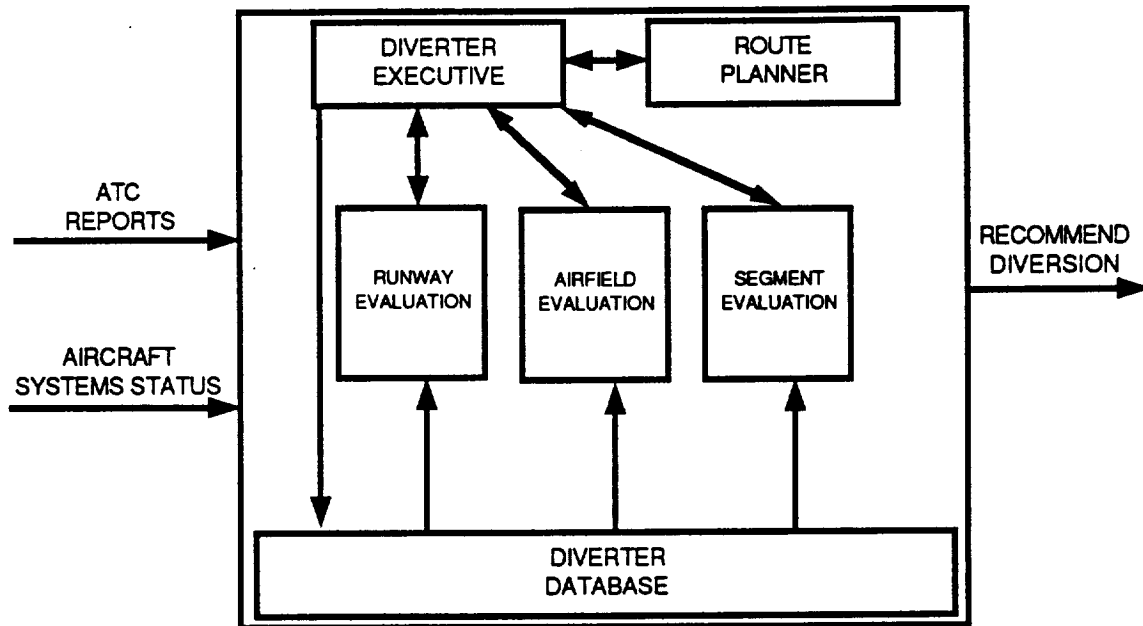 DIVERTER
EXECUTIVE
ROUTE
PLANNER
ATC
REPORTS
RUNWAY
EVALUATION
AIRFIELD
EVALUATION
SEGMENT
EVALUATION
RECOMMEND
DIVERSION
AIRCRAFT
SYSTEMS STATUS
DIVERTER
DATABASE